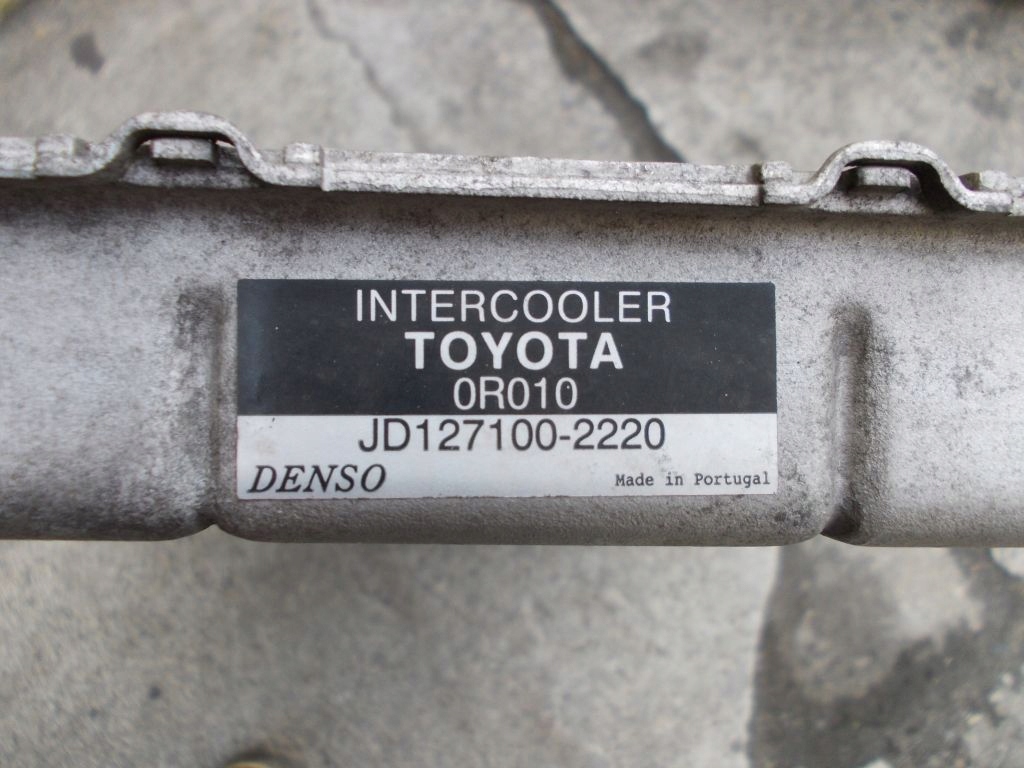 INTERCOOLER
TOYOTA
0R010
JD127100-2220
DENSO Made in Portugal